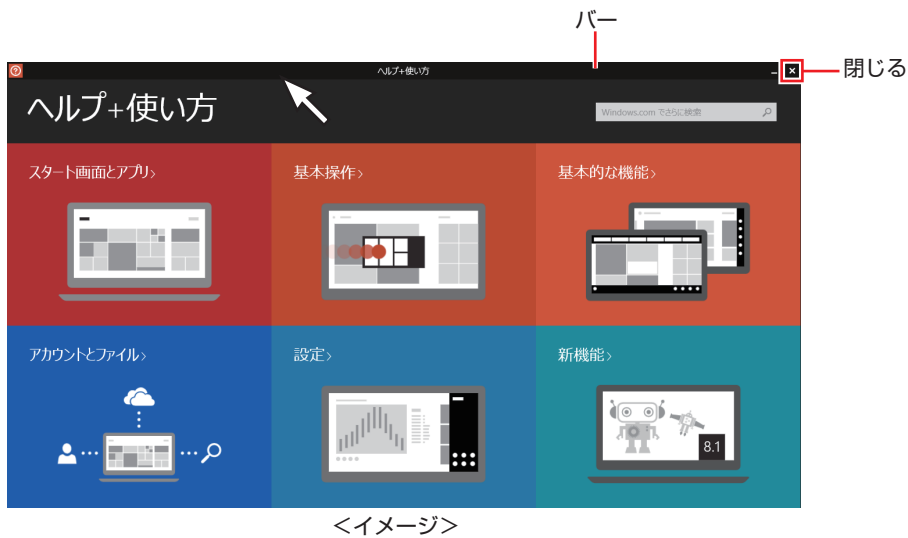 バー
ヘルプ+使い方
閉じる
ヘルプ+使い方
Windows.com でさらに検索
スタート画面とアプリ›
基本操作›
基本的な機能›
アカウントとファイル›
設定›
新機能›
8.1
＜イメージ＞